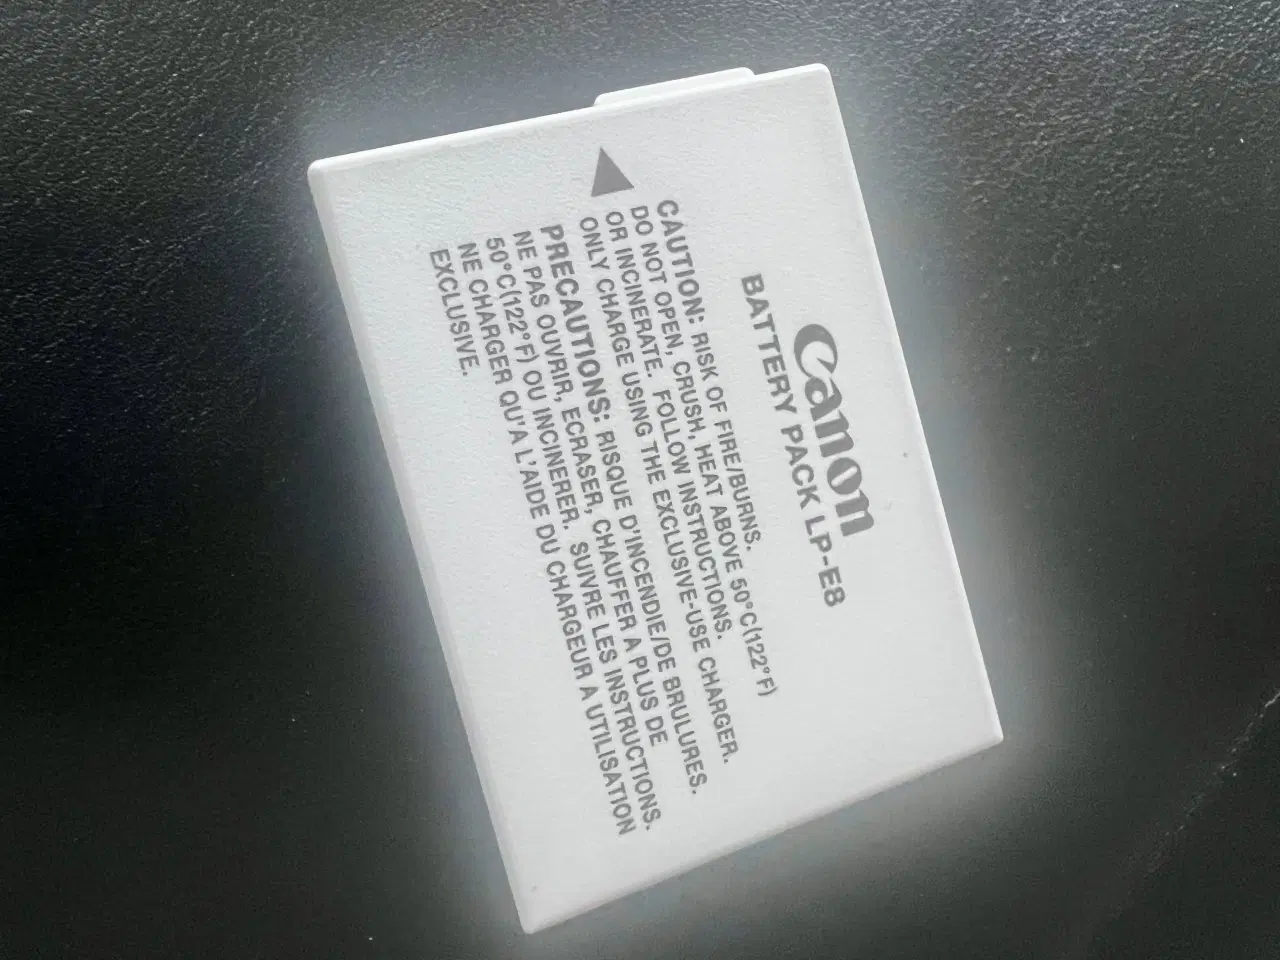 Canon
BATTERY PACK LP-E8
CAUTION: RISK OF FIRE/BURNS.
DO NOT OPEN, CRUSH, HEAT ABOVE 50°C(122°F)
OR INCINERATE. FOLLOW INSTRUCTIONS.
ONLY CHARGE USING THE EXCLUSIVE-USE CHARGER.
PRECAUTIONS: RISQUE D'INCENDIE/DE BRULURES.
NE PAS OUVRIR, ECRASER, CHAUFFER A PLUS DE
50°C(122°F) OU INCINERER. SUIVRE LES INSTRUCTIONS.
NE CHARGER QU'A L'AIDE DU CHARGEUR A UTILISATION
EXCLUSIVE.